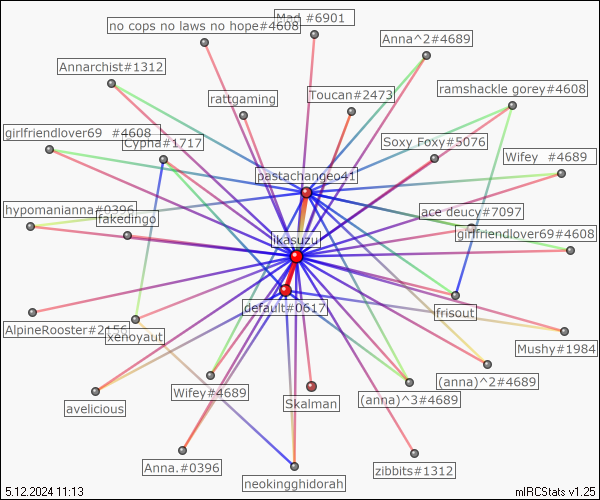 no cops no laws no hope#4608
Mad #6901
Anna^2#4689
Annarchist#1312
ramshackle gorey#4608
rattgaming
Toucan#2473
girlfriendlover69 #4608
Cypha#1717
Soxy Foxy#5076
Wifey #4689
pastachangeo41
hypomanianna#0396
fakedingo
ace deucy#7097
girlfriendlover69#4608
ikasuzu
default#0617
frisout
AlpineRooster#2156
xenoyaut
Mushy#1984
(anna)^2#4689
Wifey#4689
Skalman
(anna)^3#4689
avelicious
Anna.#0396
neokingghidorah
zibbits#1312
5.12.2024 11:13
mIRCStats v1.25